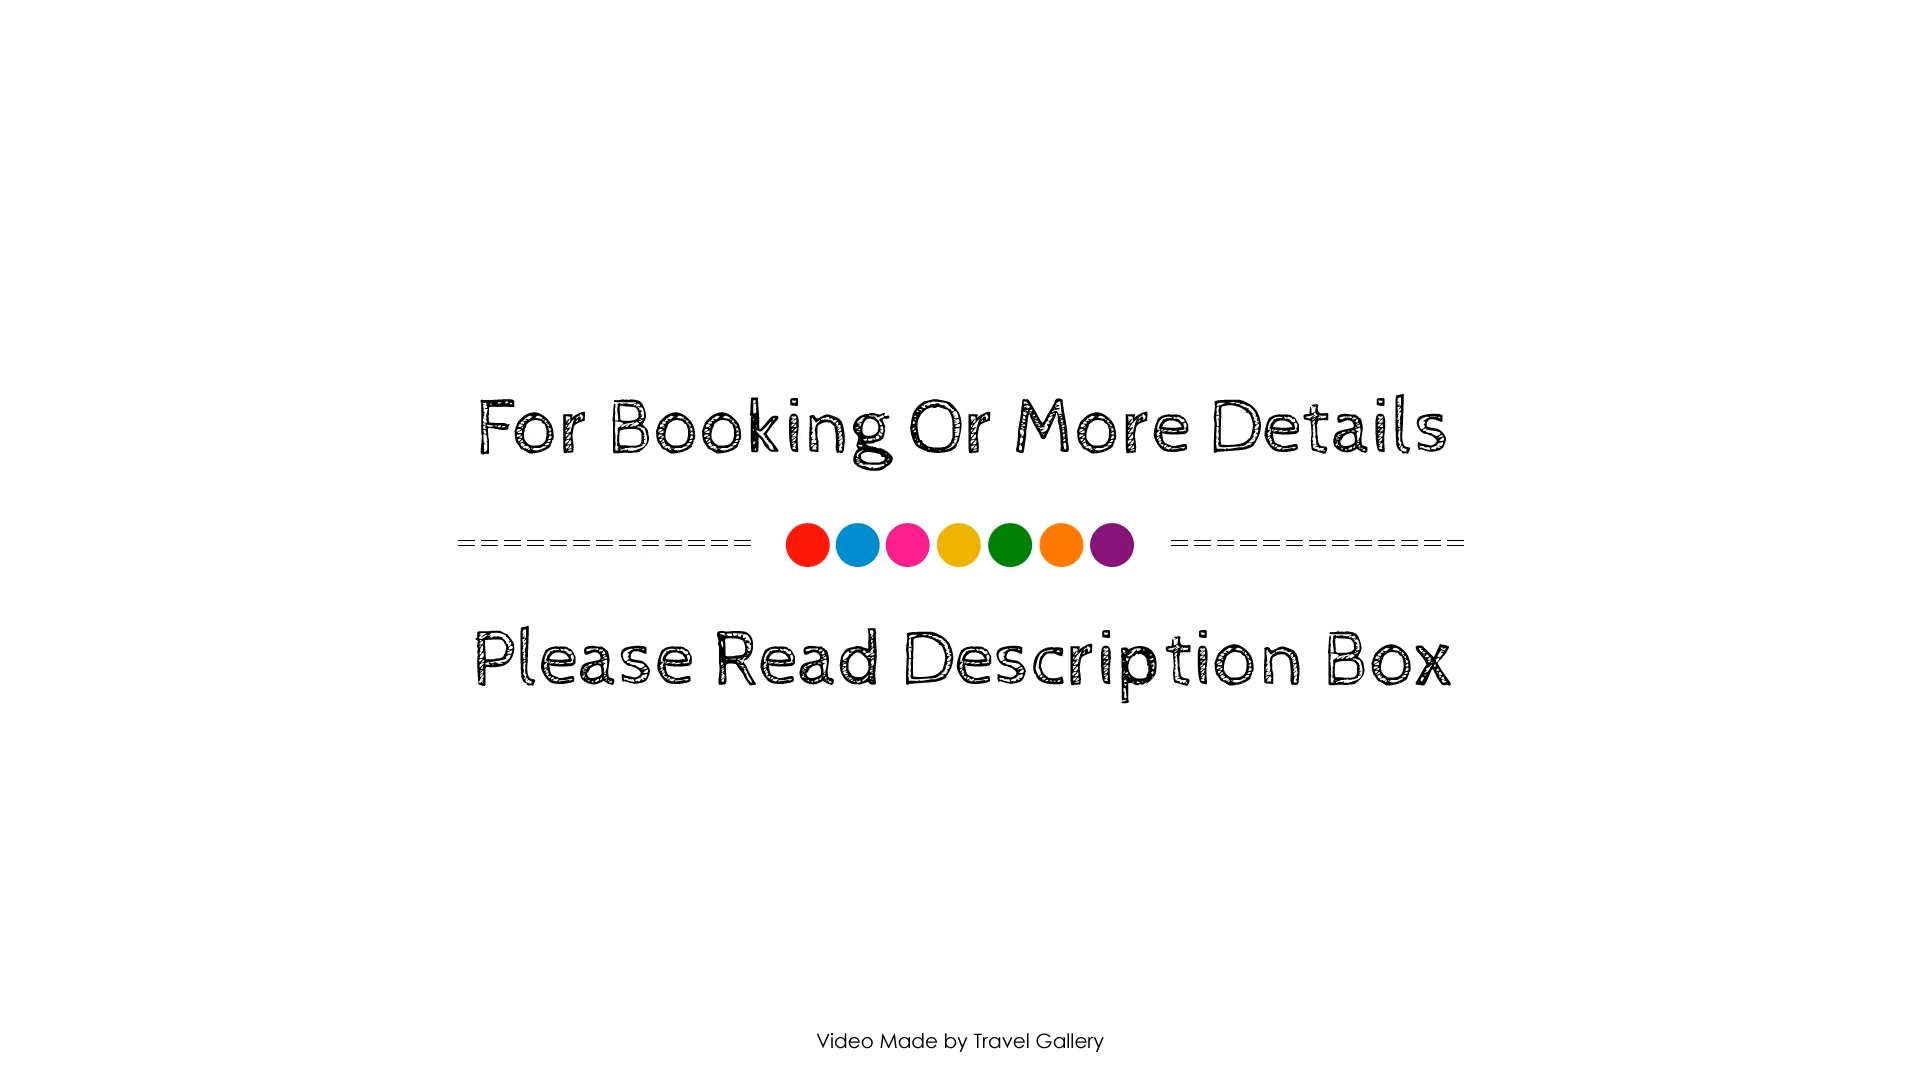 For Booking Or More Details
============= =============
Please Read Description Box
Video Made by Travel Gallery